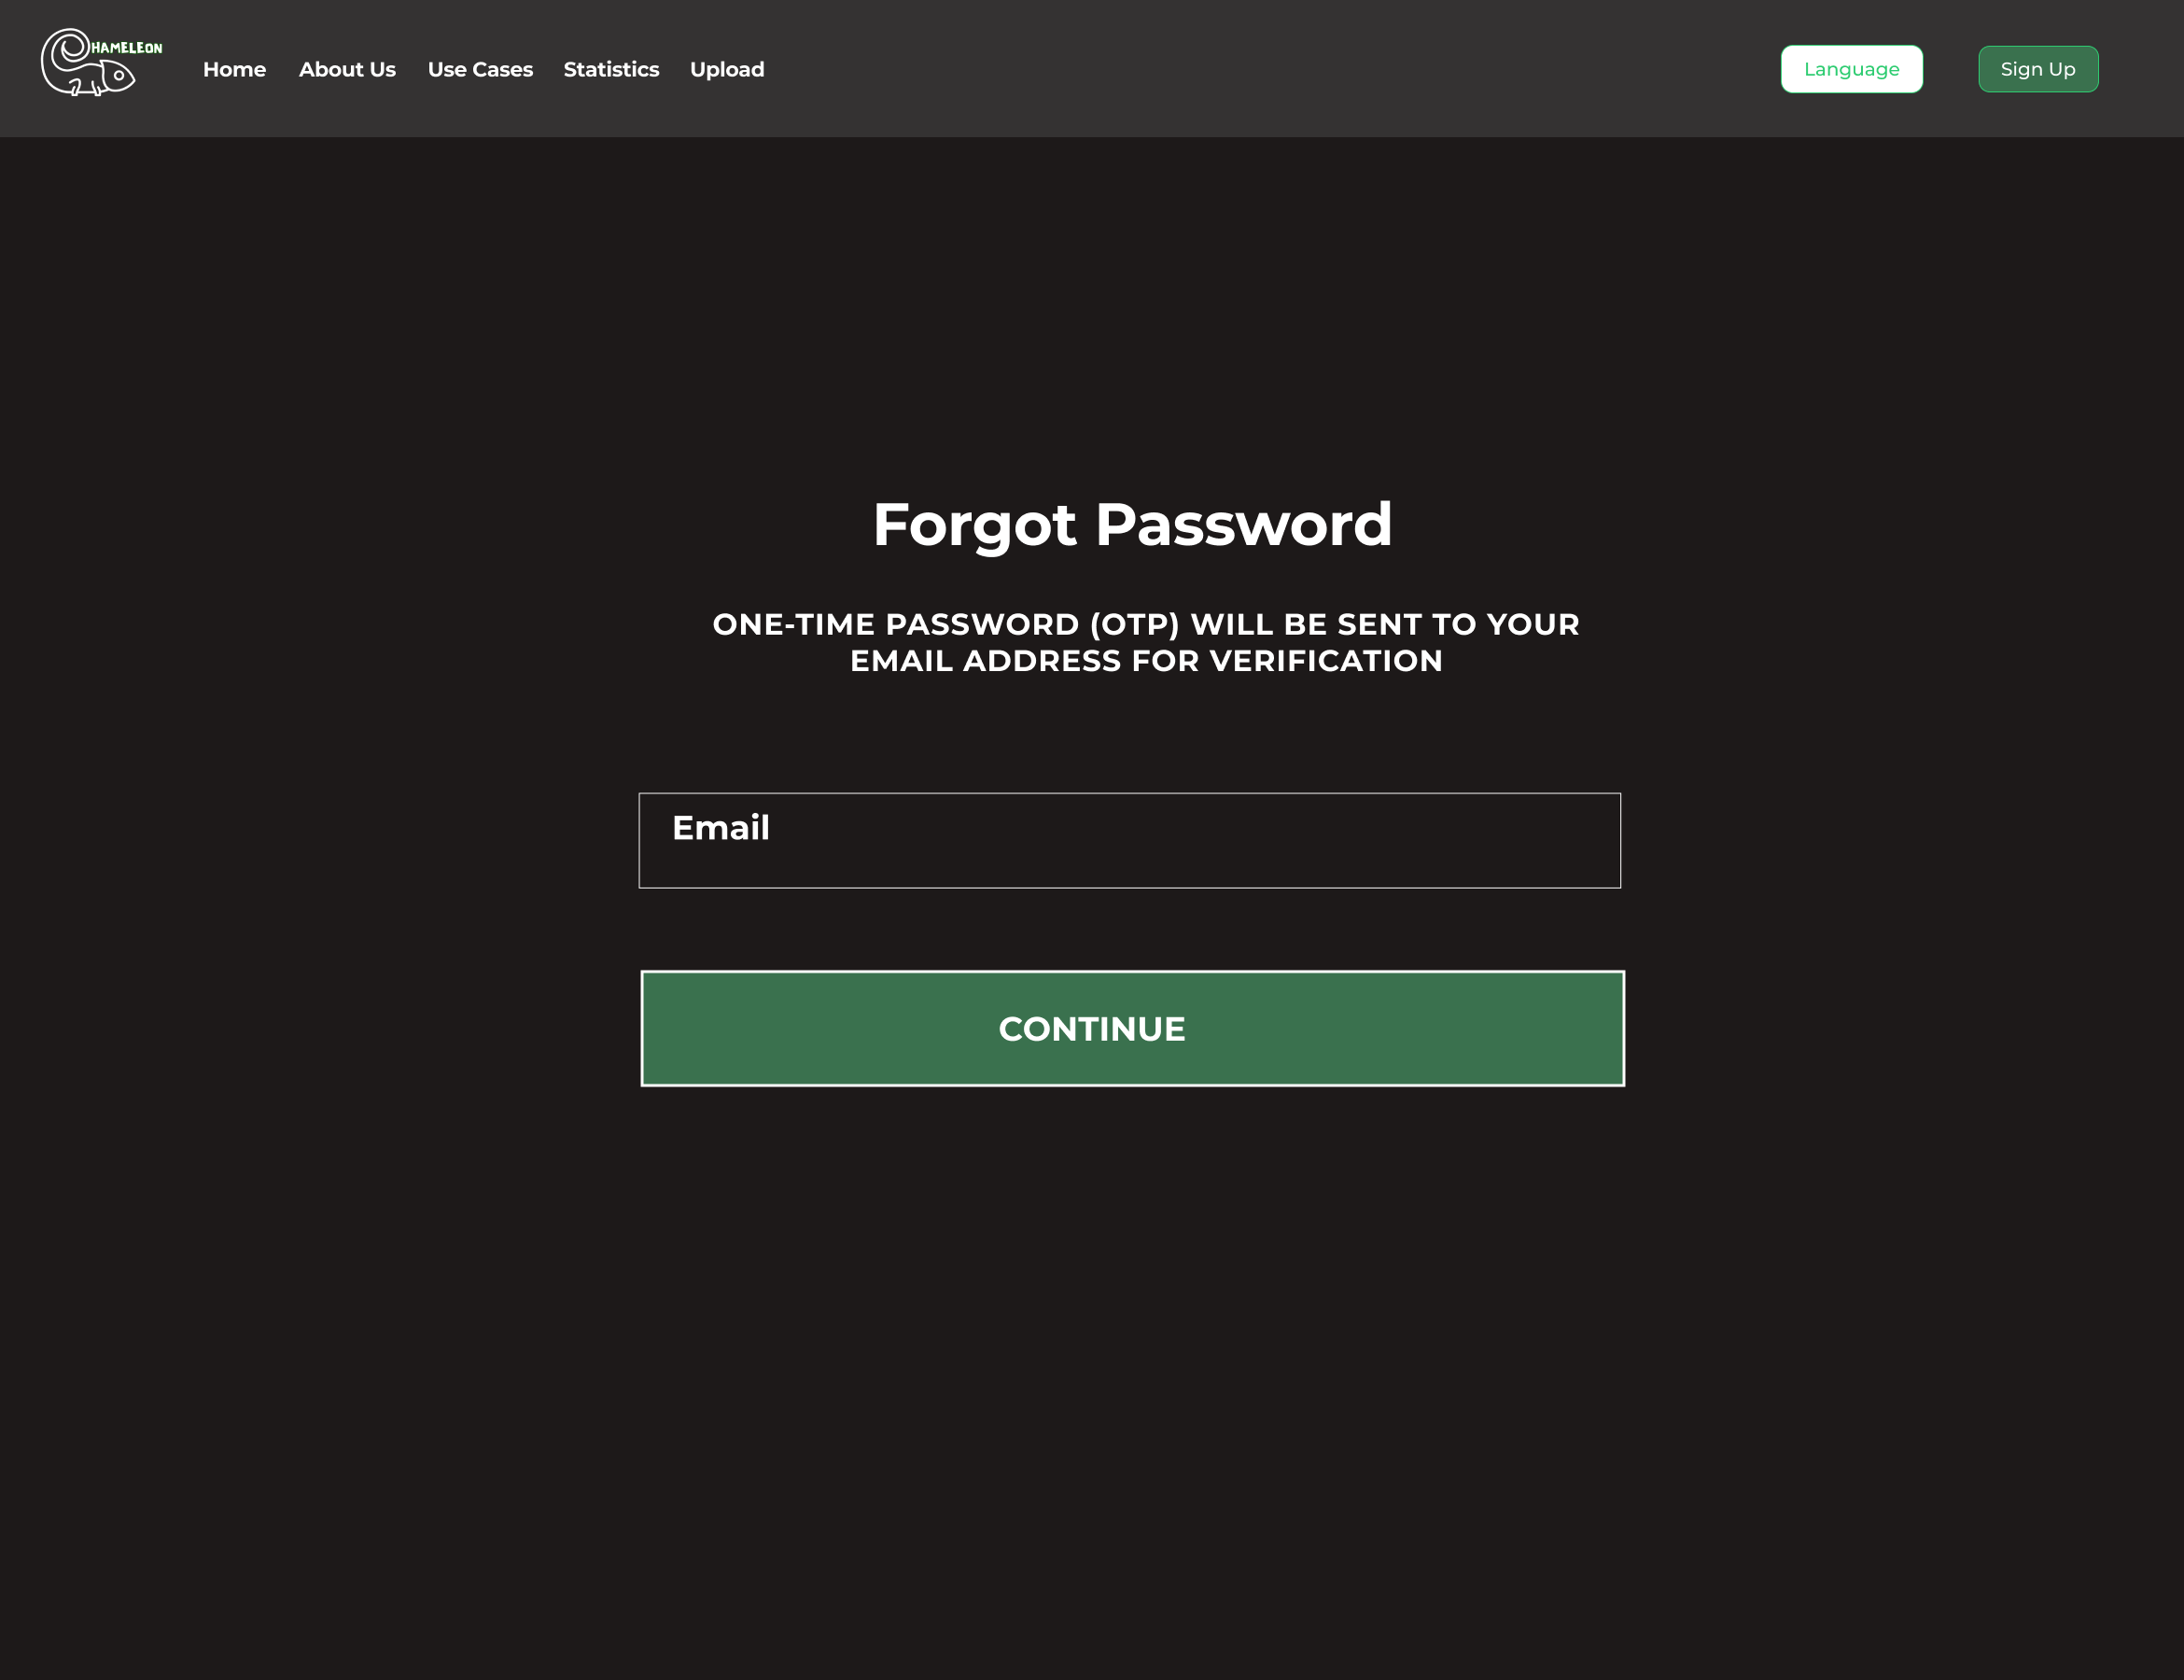 HAMELEON
Home About Us Use Cases Statistics Upload Language Sign Up
Forgot Password
ONE-TIME PASSWORD (OTP) WILL BE SENT TO YOUR
EMAIL ADDRESS FOR VERIFICATION
Email
CONTINUE